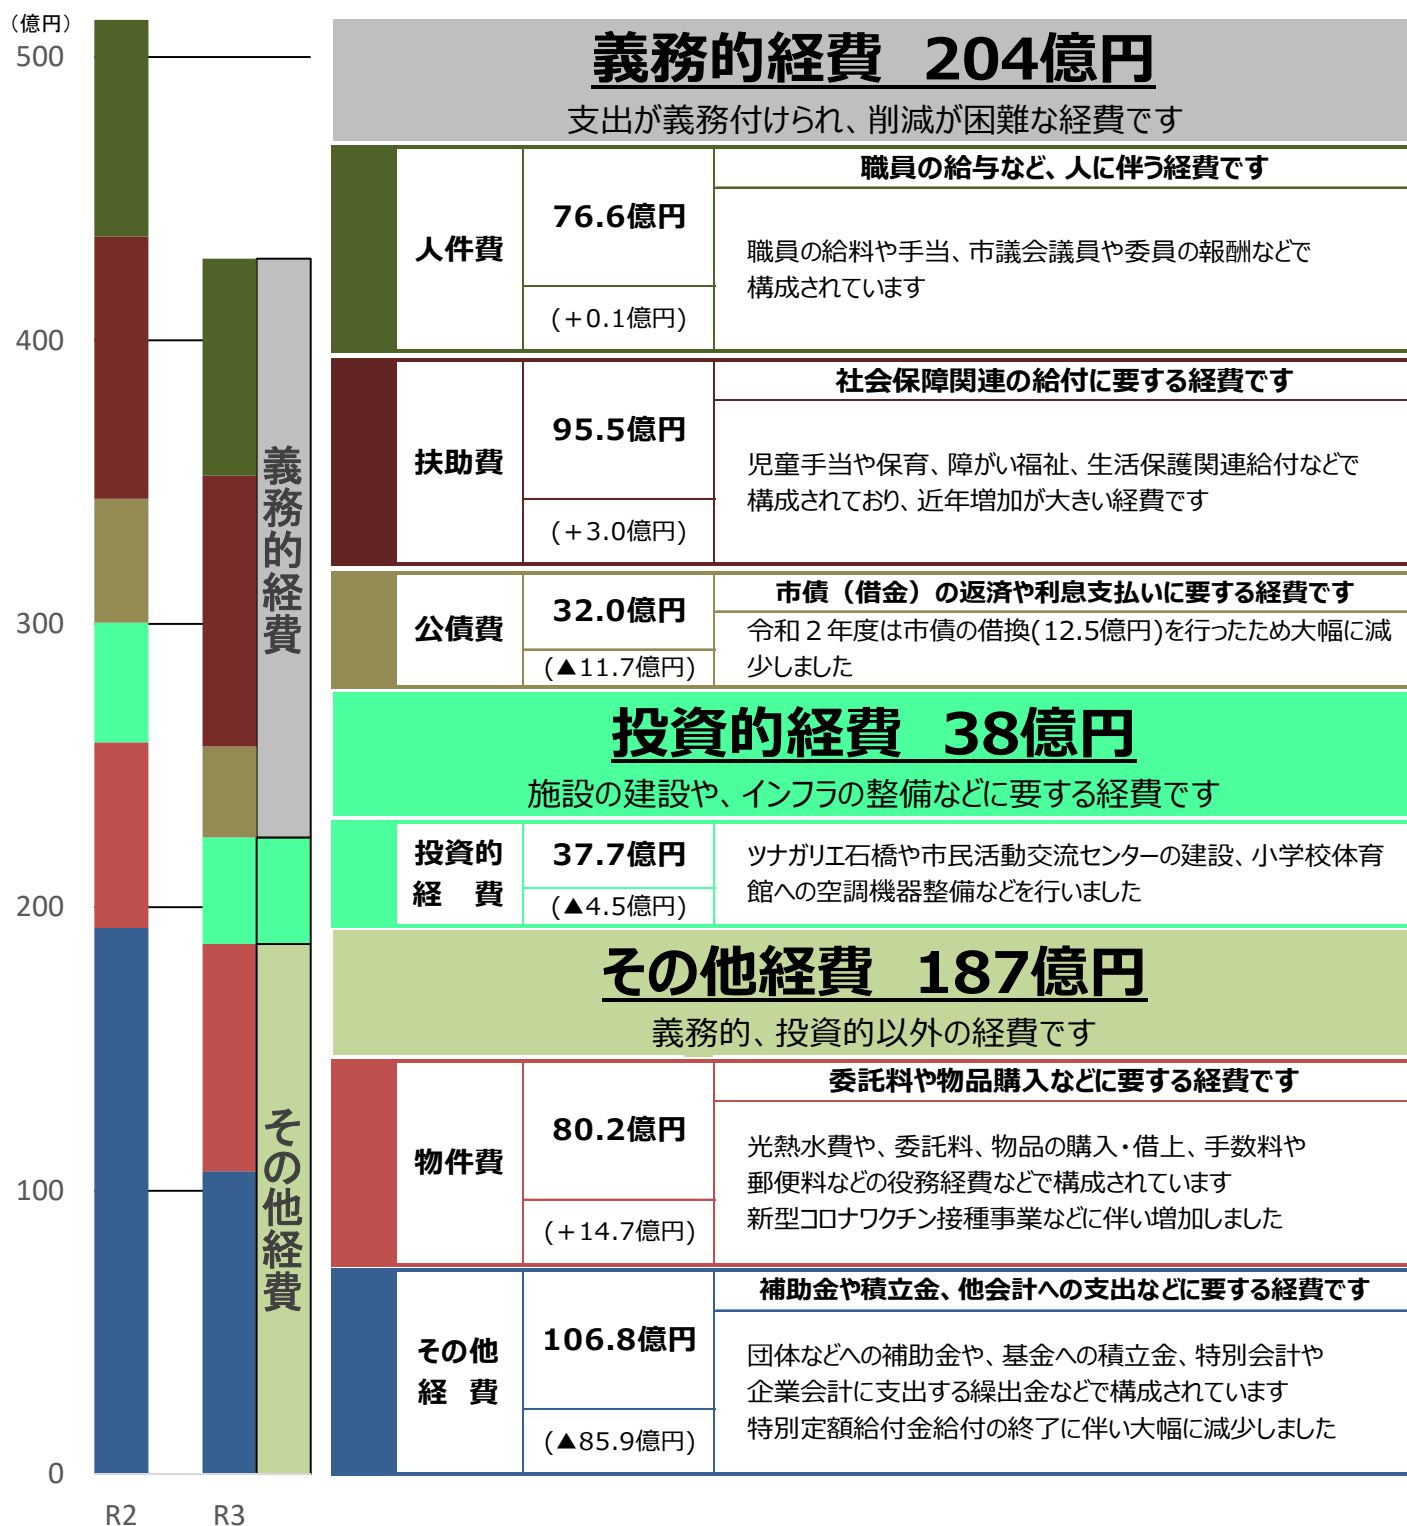 (億円)
500
400
300
200
100
0
R2
R3
義務的経費
その他経費
義務的経費 204億円
支出が義務付けられ、削減が困難な経費です
人件費
76.6億円
(+0.1億円)
職員の給与など、人に伴う経費です
職員の給料や手当、市議会議員や委員の報酬などで
構成されています
扶助費
95.5億円
(+3.0億円)
社会保障関連の給付に要する経費です
児童手当や保育、障がい福祉、生活保護関連給付などで
構成されており、近年増加が大きい経費です
公債費
32.0億円
(▲11.7億円)
市債（借金）の返済や利息支払いに要する経費です
令和２年度は市債の借換(12.5億円)を行ったため大幅に減
少しました
投資的経費 38億円
施設の建設や、インフラの整備などに要する経費です
投資的
経 費
37.7億円
(▲4.5億円)
ツナガリエ石橋や市民活動交流センターの建設、小学校体育
館への空調機器整備などを行いました
その他経費 187億円
義務的、投資的以外の経費です
物件費
80.2億円
(+14.7億円)
委託料や物品購入などに要する経費です
光熱水費や、委託料、物品の購入・借上、手数料や
郵便料などの役務経費などで構成されています
新型コロナワクチン接種事業などに伴い増加しました
その他
経 費
106.8億円
(▲85.9億円)
補助金や積立金、他会計への支出などに要する経費です
団体などへの補助金や、基金への積立金、特別会計や
企業会計に支出する繰出金などで構成されています
特別定額給付金給付の終了に伴い大幅に減少しました